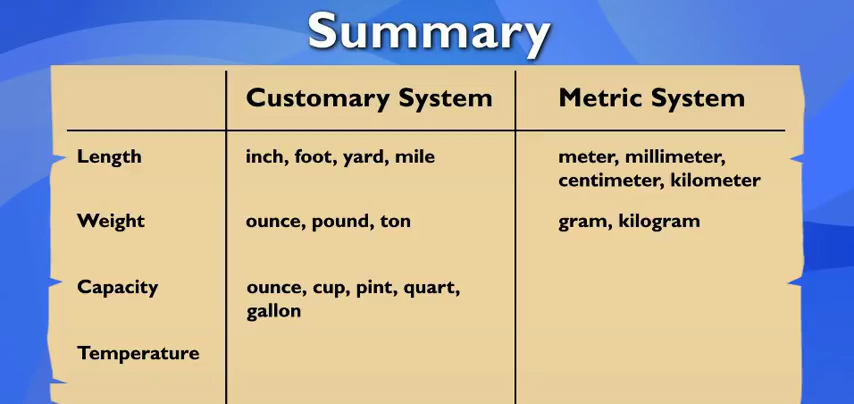 Summary
Customary System
Metric System
Length
inch, foot, yard, mile
meter, millimeter,
centimeter, kilometer
Weight
ounce, pound, ton
gram, kilogram
Capacity
ounce, cup, pint, quart,
gallon
Temperature